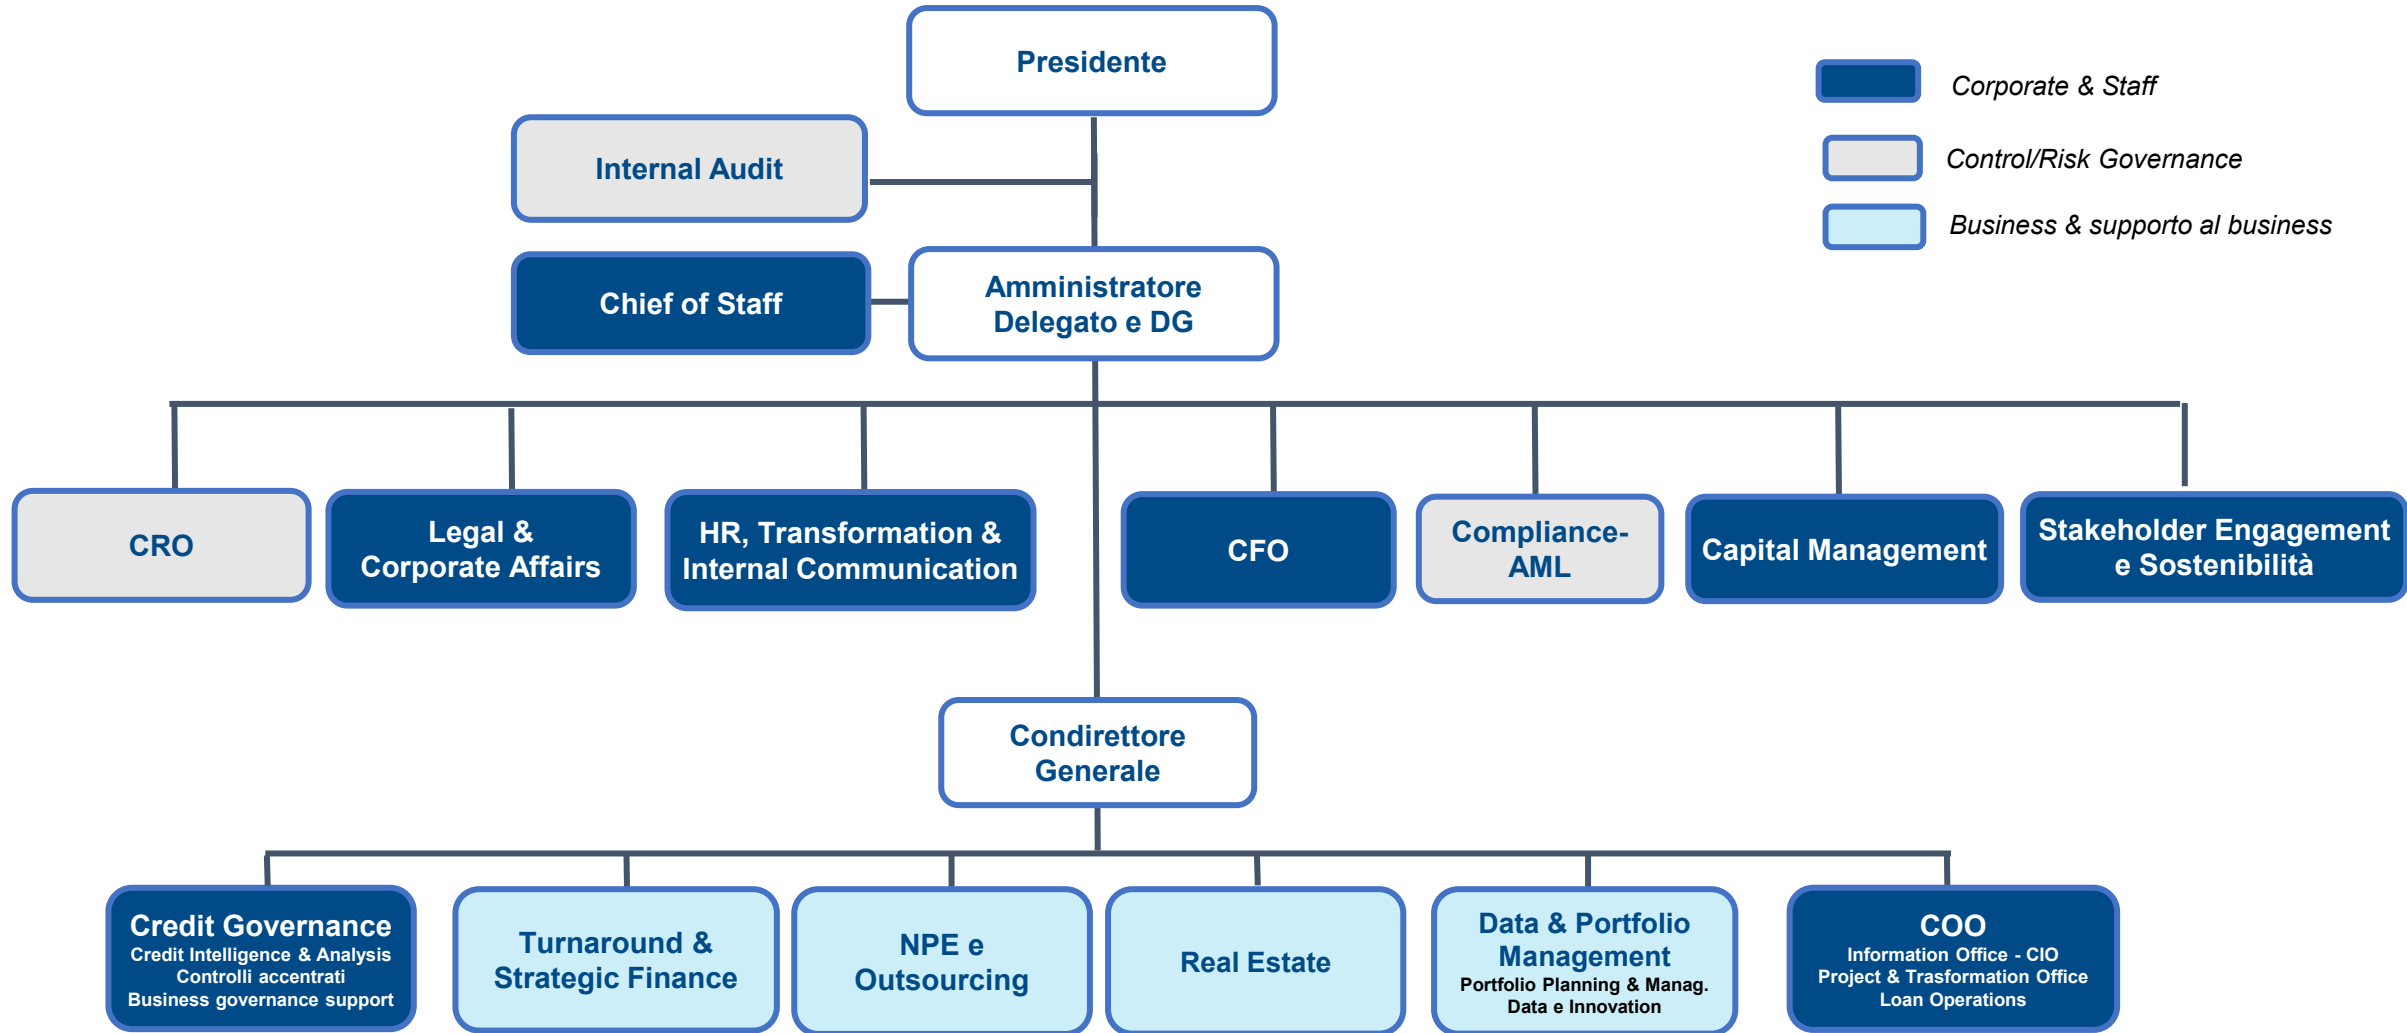 Presidente
Corporate & Staff
Internal Audit
Control/Risk Governance
Business & supporto al business
Chief of Staff
Amministratore
Delegato e DG
CRO
Legal &
Corporate Affairs
HR, Transformation &
Internal Communication
CFO
Compliance-
AML
Capital Management
Stakeholder Engagement
e Sostenibilità
Condirettore
Generale
Credit Governance
Credit Intelligence & Analysis
Controlli accentrati
Business governance support
Turnaround &
Strategic Finance
NPE e
Outsourcing
Real Estate
Data & Portfolio
Management
Portfolio Planning & Manag.
Data e Innovation
COO
Information Office - CIO
Project & Trasformation Office
Loan Operations